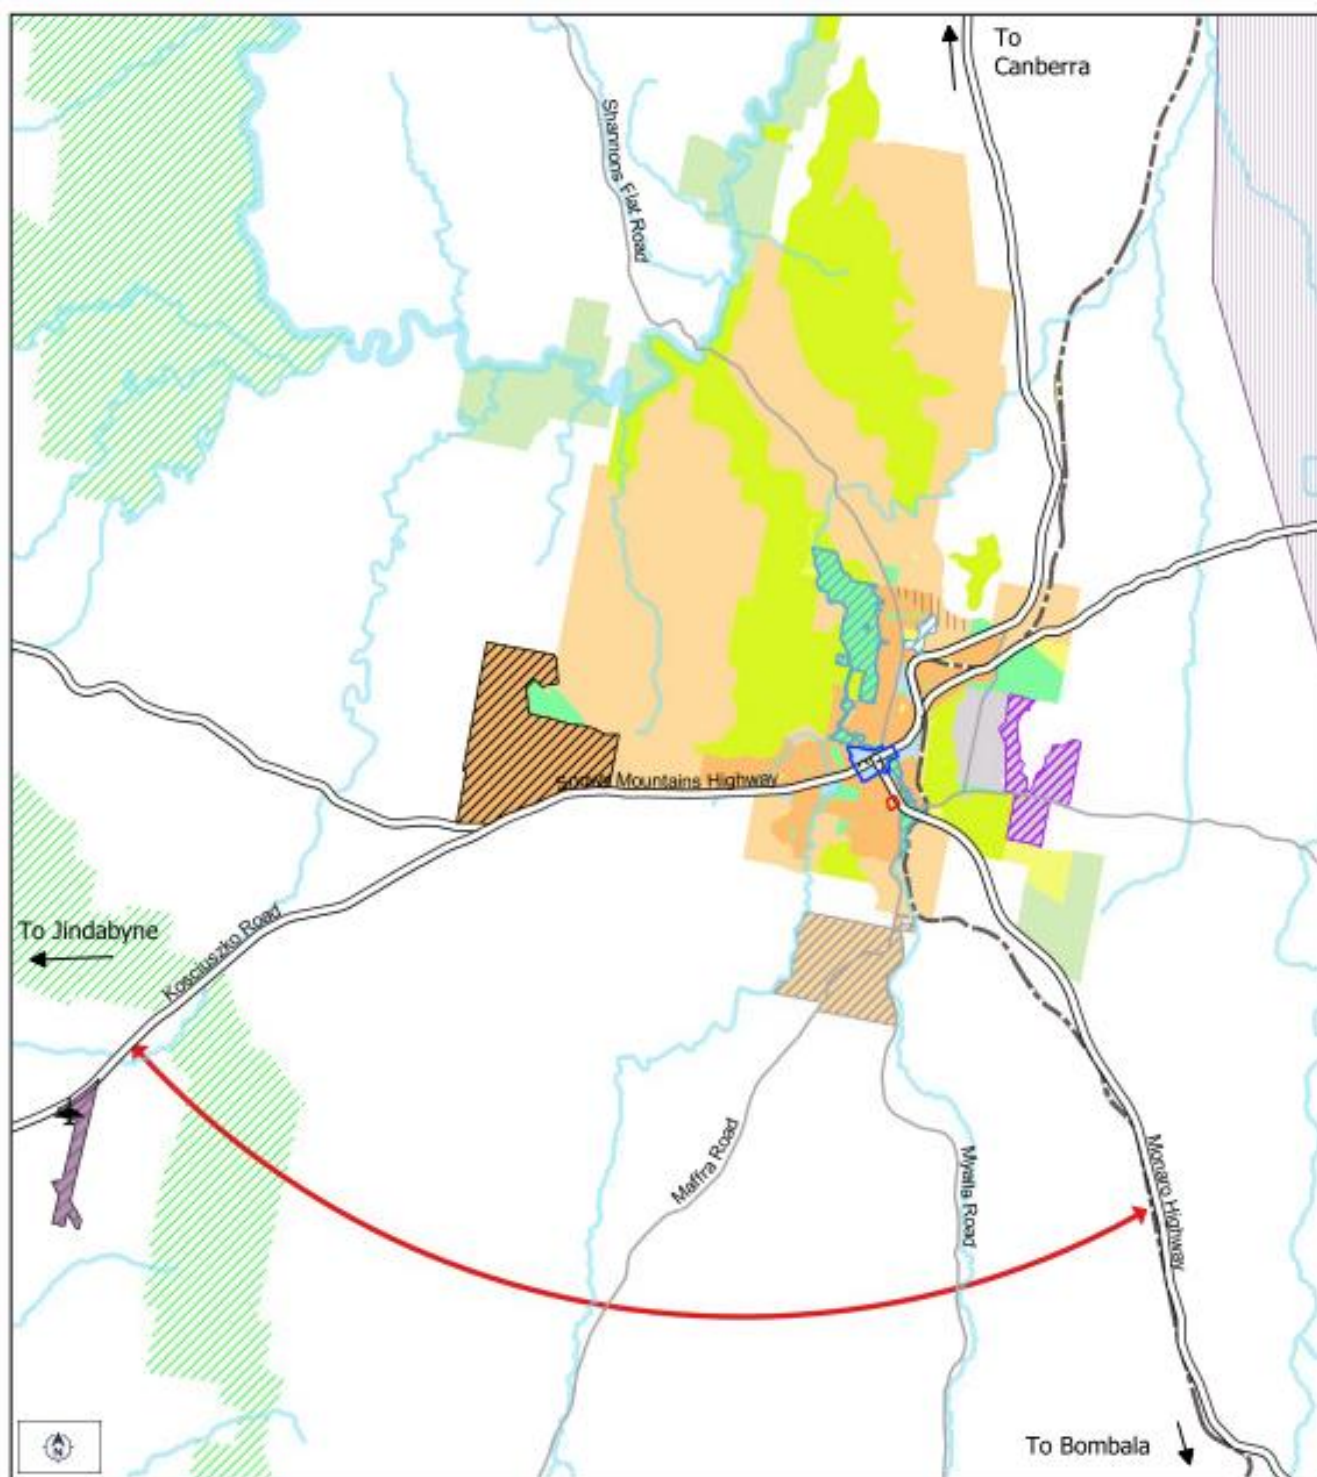 To
Canberra
Shannons Flat Road
Snowy Mountains Highway
To Jindabyne
Kosciuszko Road
Maffra Road
Myalla Road
Monaro Highway
To Bombala
N